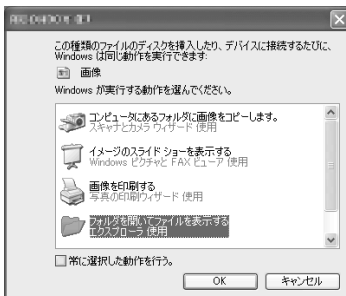 この種類のファイルのディスクを挿入したり、デバイスに接続するたびに、
Windows は同じ動作を実行できます:
画像
Windows が実行する動作を選んでください。
コンピュータにあるフォルダに画像をコピーします。
スキャナとカメラ ウィザード 使用
イメージのスライド ショーを表示する
Windows ピクチャと FAX ビューア 使用
画像を印刷する
写真の印刷ウィザード 使用
フォルダを開いてファイルを表示する
エクスプローラ 使用
常に選択した動作を行う。
OK
キャンセル